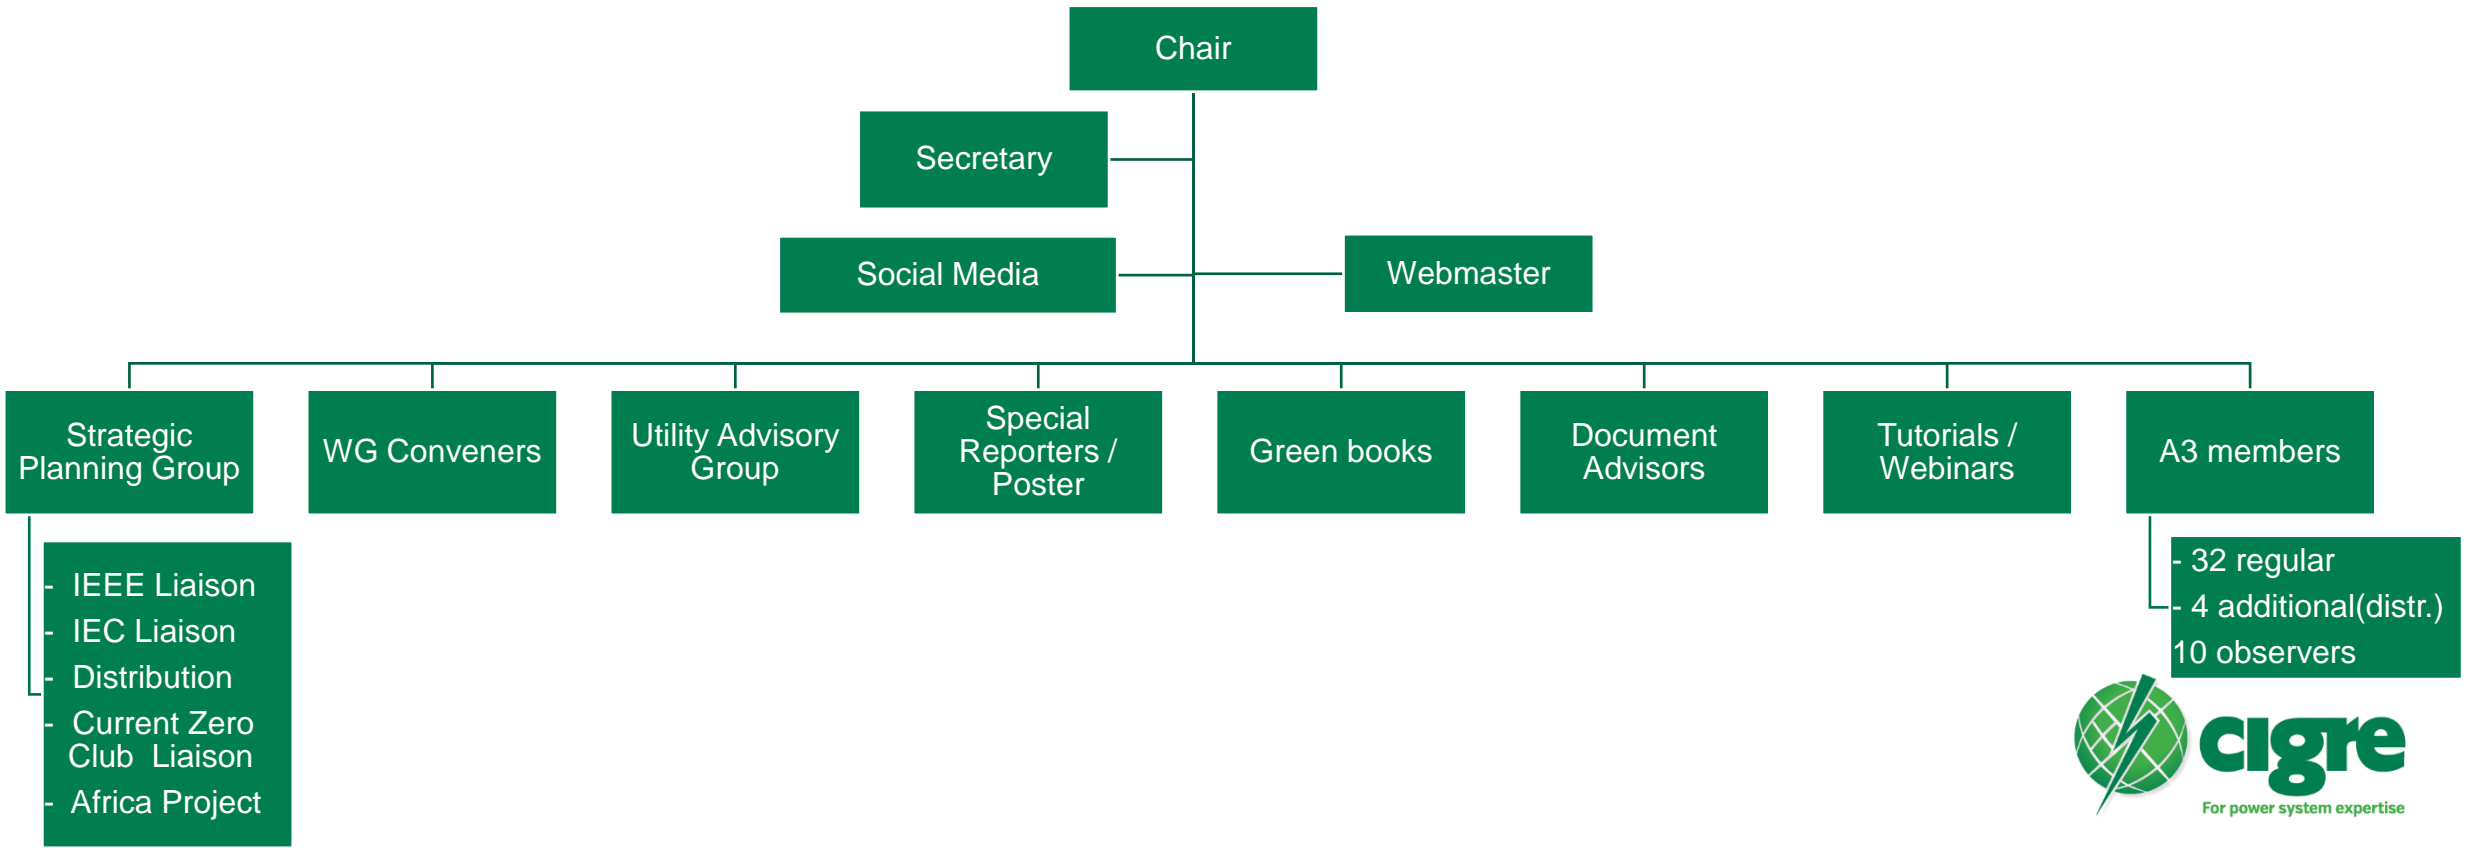 Chair
Secretary
Social Media
Webmaster
Strategic
Planning Group
WG Conveners
Utility Advisory
Group
Special
Reporters /
Poster
Green books
Document
Advisors
Tutorials /
Webinars
A3 members
- IEEE Liaison
- IEC Liaison
- Distribution
- Current Zero
Club Liaison
- Africa Project
- 32 regular
- 4 additional(distr.)
10 observers
cigre
For power system expertise